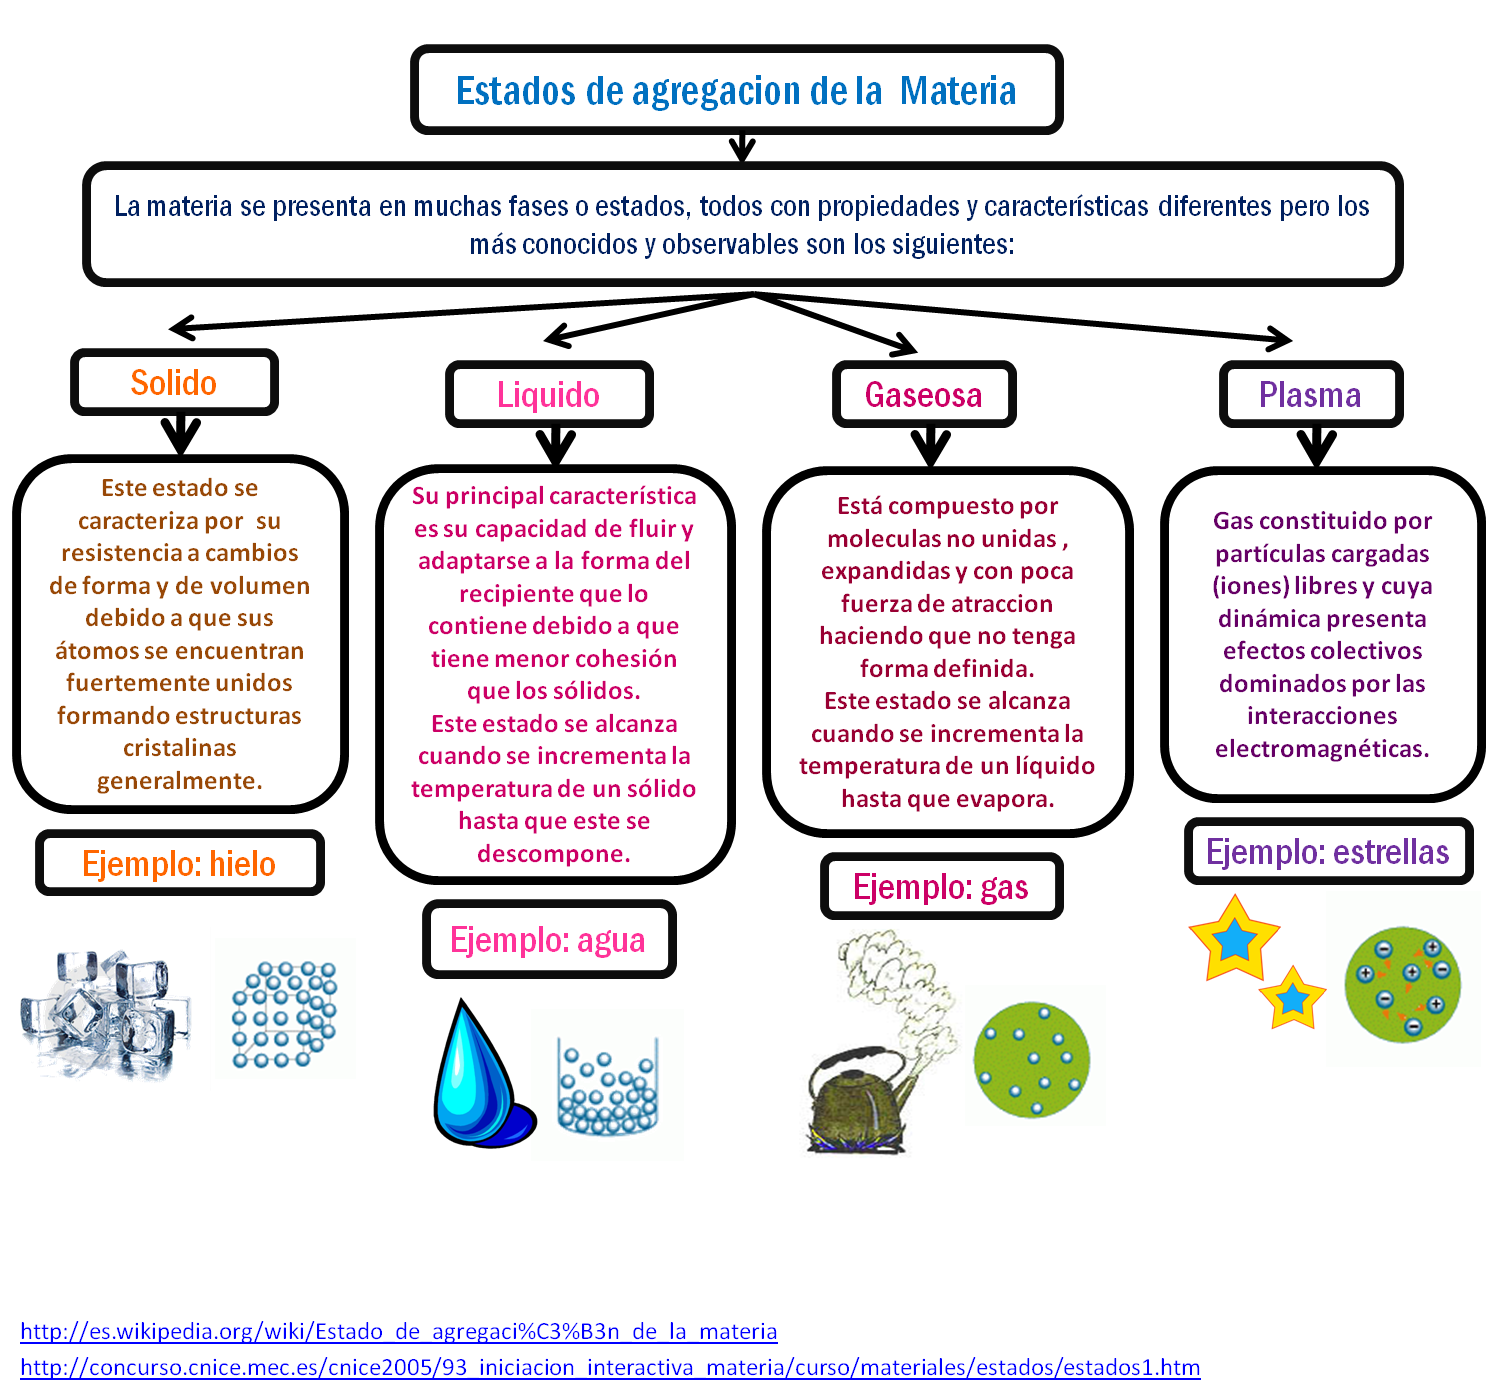 Estados de agregacion de la Materia
La materia se presenta en muchas fases o estados, todos con propiedades y características diferentes pero los
más conocidos y observables son los siguientes:
Solido
Este estado se
caracteriza por su
resistencia a cambios
de forma y de volumen
debido a que sus
átomos se encuentran
fuertemente unidos
formando estructuras
cristalinas
generalmente.
Ejemplo: hielo
Liquido
Su principal característica
es su capacidad de fluir y
adaptarse a la forma del
recipiente que lo
contiene debido a que
tiene menor cohesión
que los sólidos.
Este estado se alcanza
cuando se incrementa la
temperatura de un sólido
hasta que este se
descompone.
Ejemplo: agua
Gaseosa
Está compuesto por
moleculas no unidas ,
expandidas y con poca
fuerza de atraccion
haciendo que no tenga
forma definida.
Este estado se alcanza
cuando se incrementa la
temperatura de un líquido
hasta que evapora.
Ejemplo: gas
Plasma
Gas constituido por
partículas cargadas
(iones) libres y cuya
dinámica presenta
efectos colectivos
dominados por las
interacciones
electromagnéticas.
Ejemplo: estrellas
http://es.wikipedia.org/wiki/Estado_de_agregaci%C3%B3n_de_la_materia
http://concurso.cnice.mec.es/cnice2005/93_iniciacion_interactiva_materia/curso/materiales/estados/estados1.htm